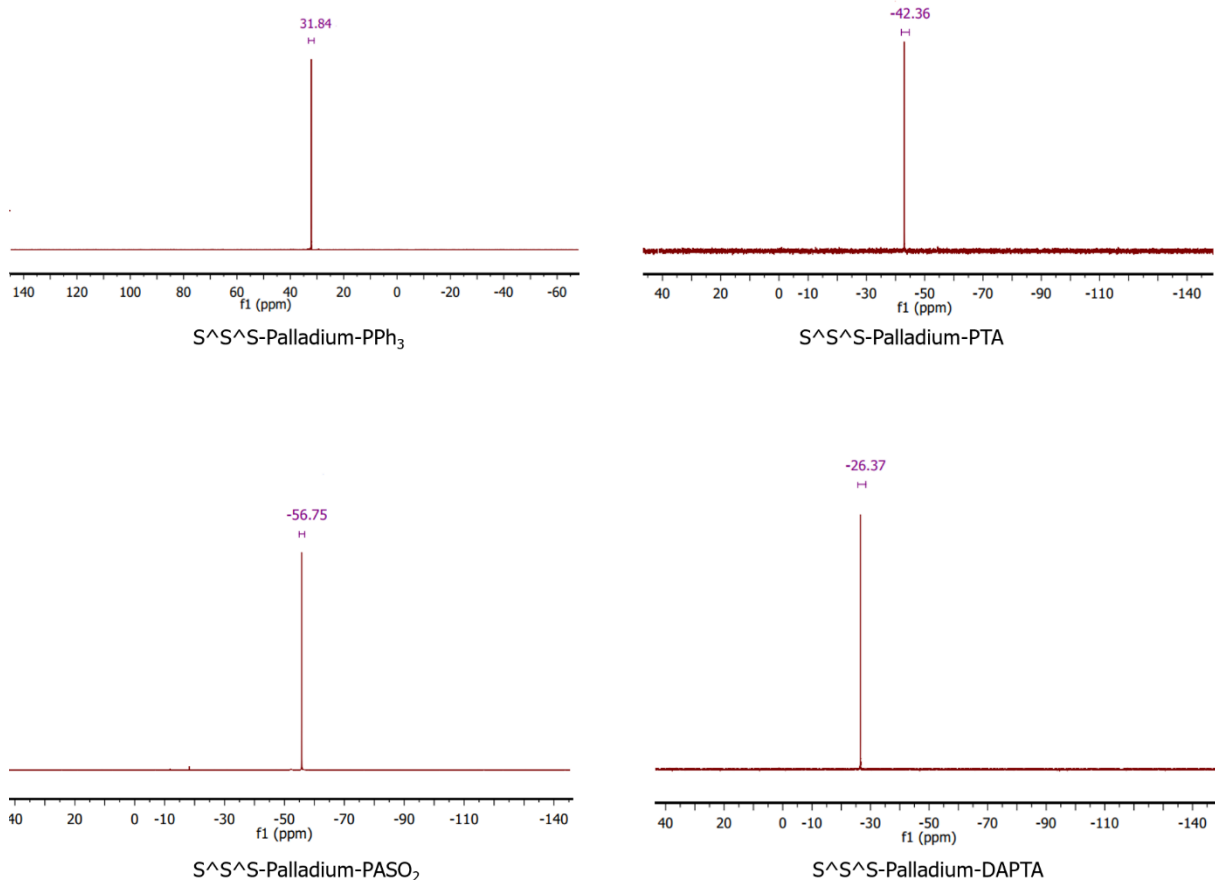 31.84
140 120 100 80 60 40 20 0 -20 -40 -60
f1 (ppm)
S^S^S-Palladium-PPh₃
-42.36
40 20 0 -10 -30 -50 -70 -90 -110 -140
f1 (ppm)
S^S^S-Palladium-PTA
-56.75
40 20 0 -10 -30 -50 -70 -90 -110 -140
f1 (ppm)
S^S^S-Palladium-PASO₂
-26.37
40 20 0 -10 -30 -50 -70 -90 -110 -140
f1 (ppm)
S^S^S-Palladium-DAPTA